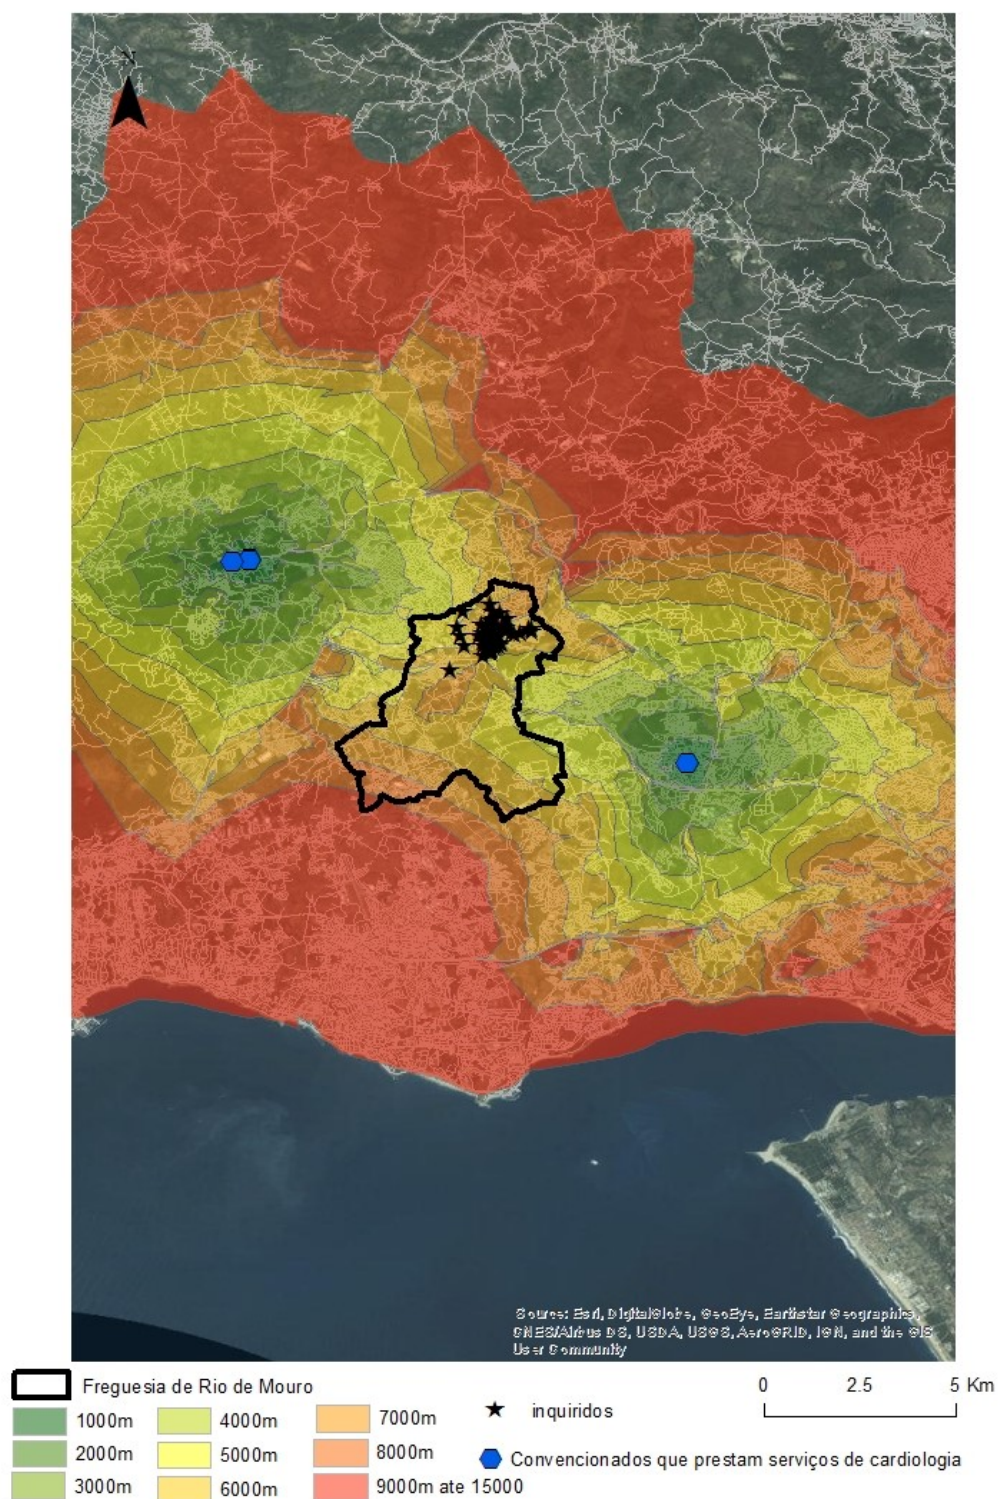 N
Source: Esri, DigitalGlobe, GeoEye, Earthstar Geographics,
CNES/Airbus DS, USDA, USGS, AeroGRID, IGN, and the GIS
User Community
Freguesia de Rio de Mouro
0 2.5 5 Km
1000m 4000m 7000m
inquiridos
2000m 5000m 8000m
Convencionados que prestam serviços de cardiologia
3000m 6000m 9000m ate 15000